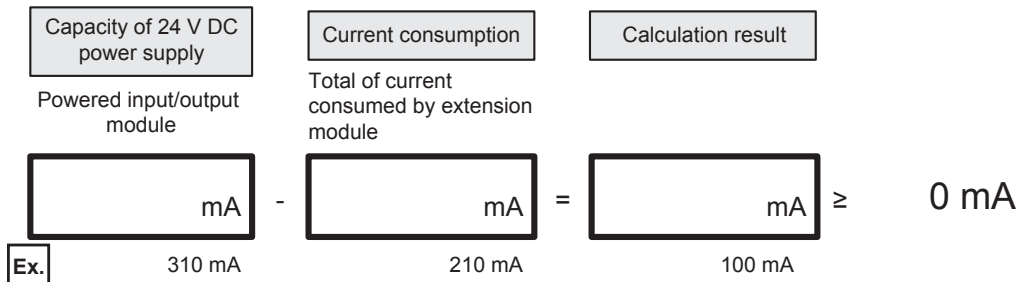 Capacity of 24 V DC
power supply
Current consumption
Calculation result
Powered input/output
module
Total of current
consumed by extension
module
mA - mA = mA ≥ 0 mA
Ex. 310 mA 210 mA 100 mA